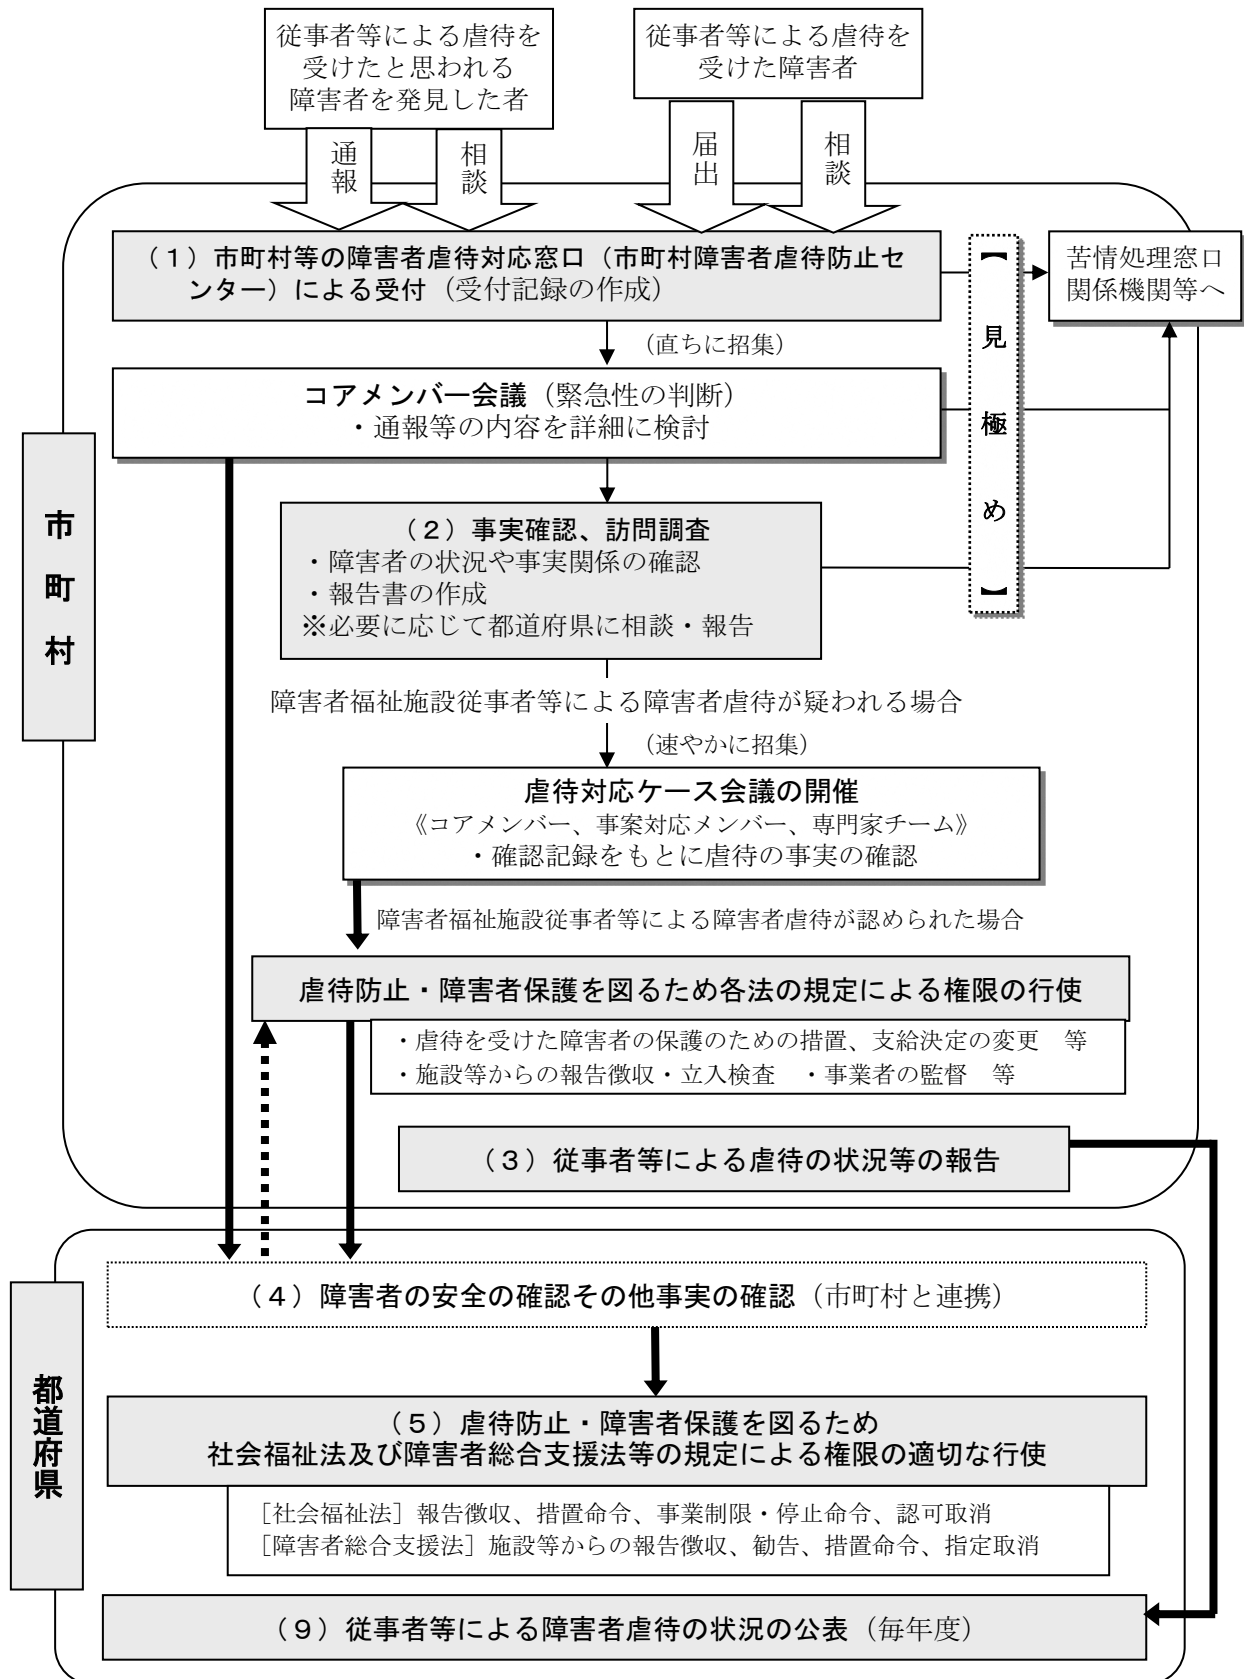 従事者等による虐待を
受けたと思われる
障害者を発見した者
従事者等による虐待を
受けた障害者
通報
相談
届出
相談
（１）市町村等の障害者虐待対応窓口（市町村障害者虐待防止セ
ンター）による受付（受付記録の作成）
【見極め】
苦情処理窓口
関係機関等へ
（直ちに招集）
コアメンバー会議（緊急性の判断）
・通報等の内容を詳細に検討
市町村
（２）事実確認、訪問調査
・障害者の状況や事実関係の確認
・報告書の作成
※必要に応じて都道府県に相談・報告
障害者福祉施設従事者等による障害者虐待が疑われる場合
（速やかに招集）
虐待対応ケース会議の開催
《コアメンバー、事案対応メンバー、専門家チーム》
・確認記録をもとに虐待の事実の確認
障害者福祉施設従事者等による障害者虐待が認められた場合
虐待防止・障害者保護を図るため各法の規定による権限の行使
・虐待を受けた障害者の保護のための措置、支給決定の変更　等
・施設等からの報告徴収・立入検査　・事業者の監督　等
（３）従事者等による虐待の状況等の報告
（４）障害者の安全の確認その他事実の確認（市町村と連携）
都道府県
（５）虐待防止・障害者保護を図るため
社会福祉法及び障害者総合支援法等の規定による権限の適切な行使
［社会福祉法］報告徴収、措置命令、事業制限・停止命令、認可取消
［障害者総合支援法］施設等からの報告徴収、勧告、措置命令、指定取消
（９）従事者等による障害者虐待の状況の公表（毎年度）